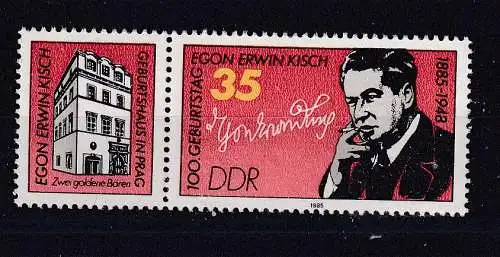 EGON ERWIN KISCH
GEBURTSHAUS IN PRAG
Zwei goldene Bären
100. GEBURTSTAG
EGON ERWIN KISCH
35
1885-1948
DDR
1985